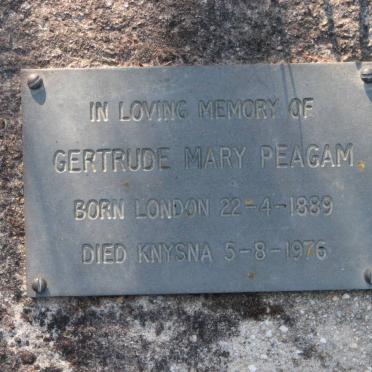 IN LOVING MEMORY OF
GERTRUDE MARY PEAGAM
BORN LONDON 22-4-1889
DIED KNYSNA 5-8-1976